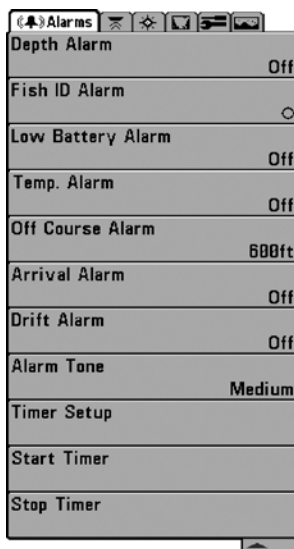 Alarms
Depth Alarm
Off
Fish ID Alarm
Low Battery Alarm
Off
Temp. Alarm
Off
Off Course Alarm
600ft
Arrival Alarm
Off
Drift Alarm
Off
Alarm Tone
Medium
Timer Setup
Start Timer
Stop Timer